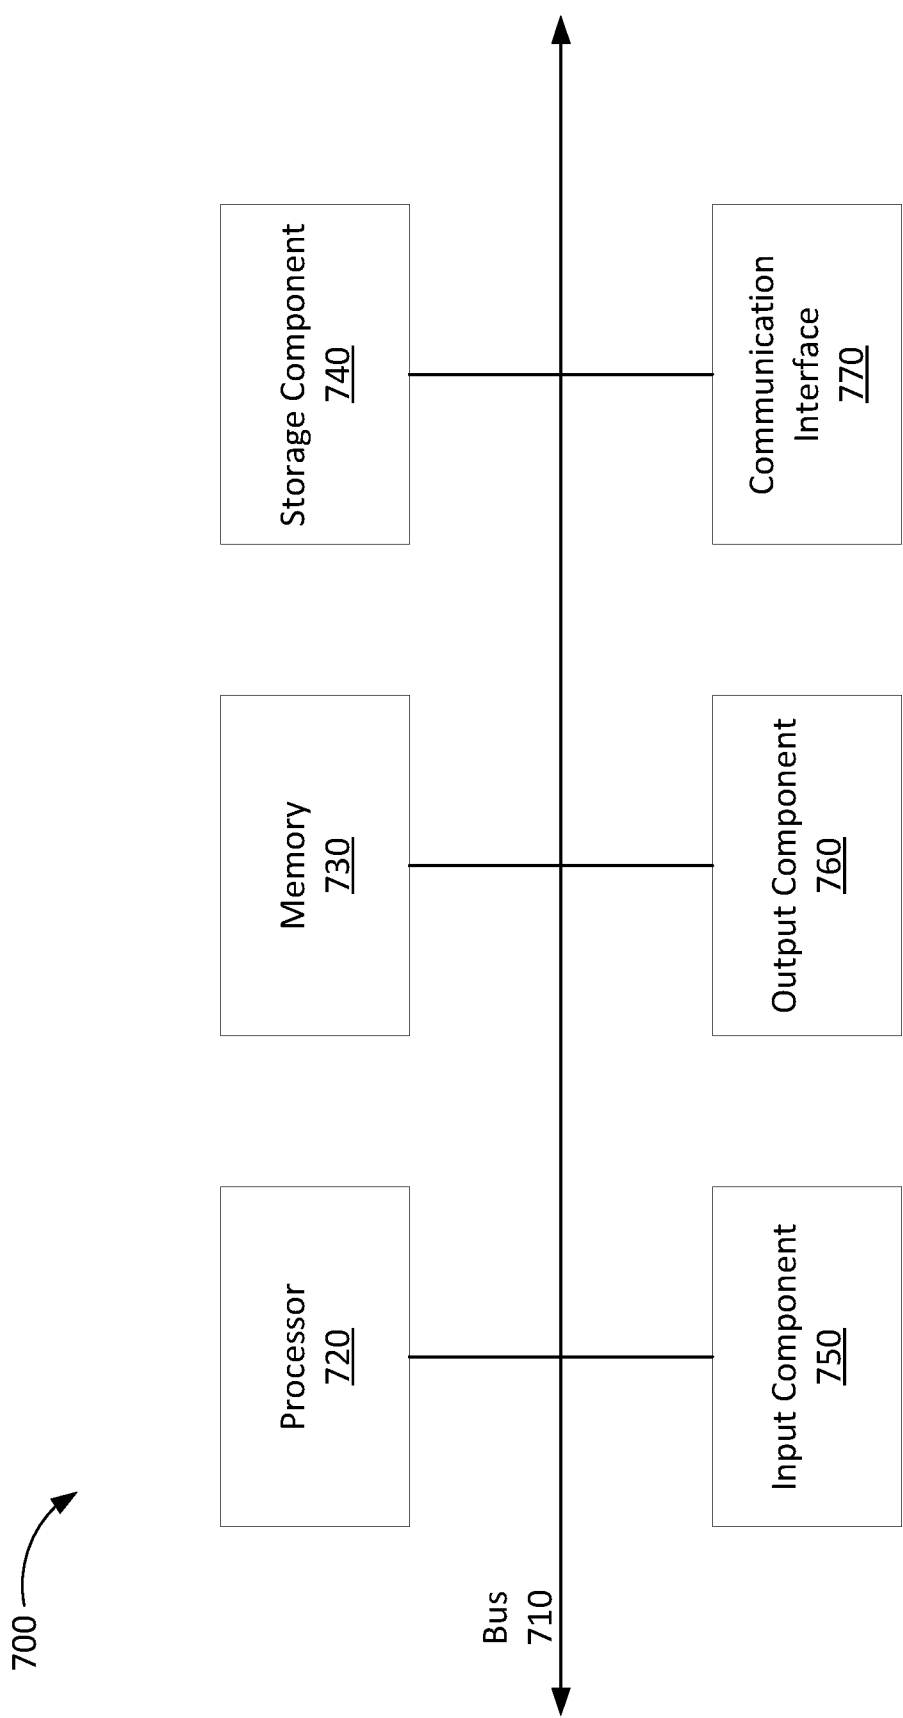 700
Processor
720
Memory
730
Storage Component
740
Bus
710
Input Component
750
Output Component
760
Communication
Interface
770